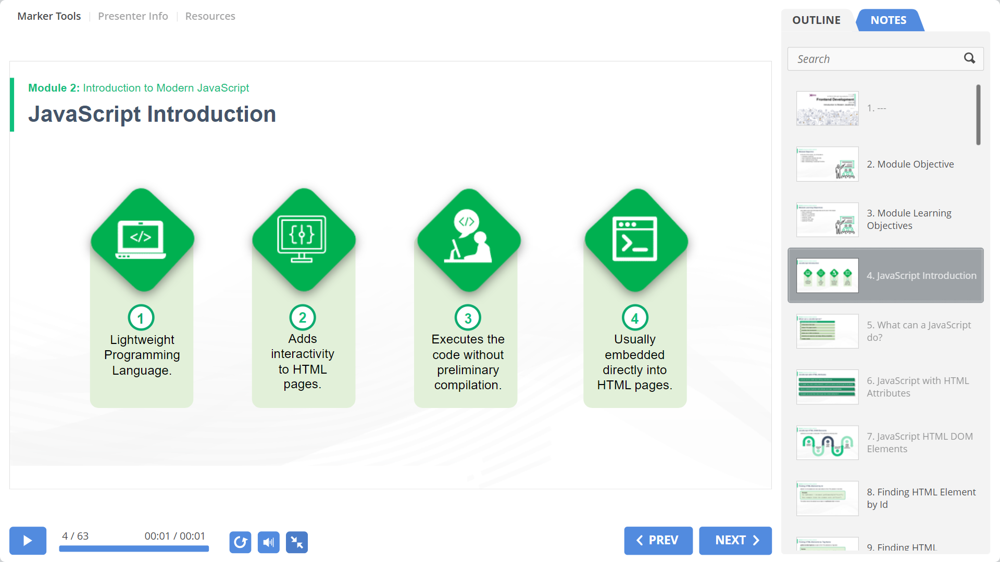 Marker Tools
Presenter Info
Resources
OUTLINE
NOTES
Search
Module 2: Introduction to Modern JavaScript
JavaScript Introduction
1
Lightweight
Programming
Language.
2
Adds
interactivity
to HTML
pages.
3
Executes the
code without
preliminary
compilation.
4
Usually
embedded
directly into
HTML pages.
Frontend Development
1. ---
2. Module Objective
3. Module Learning
Objectives
4. JavaScript Introduction
5. What can a JavaScript
do?
6. JavaScript with HTML
Attributes
7. JavaScript HTML DOM
Elements
8. Finding HTML Element
by Id
9. Finding HTML
4 / 63
00:01 / 00:01
PREV
NEXT